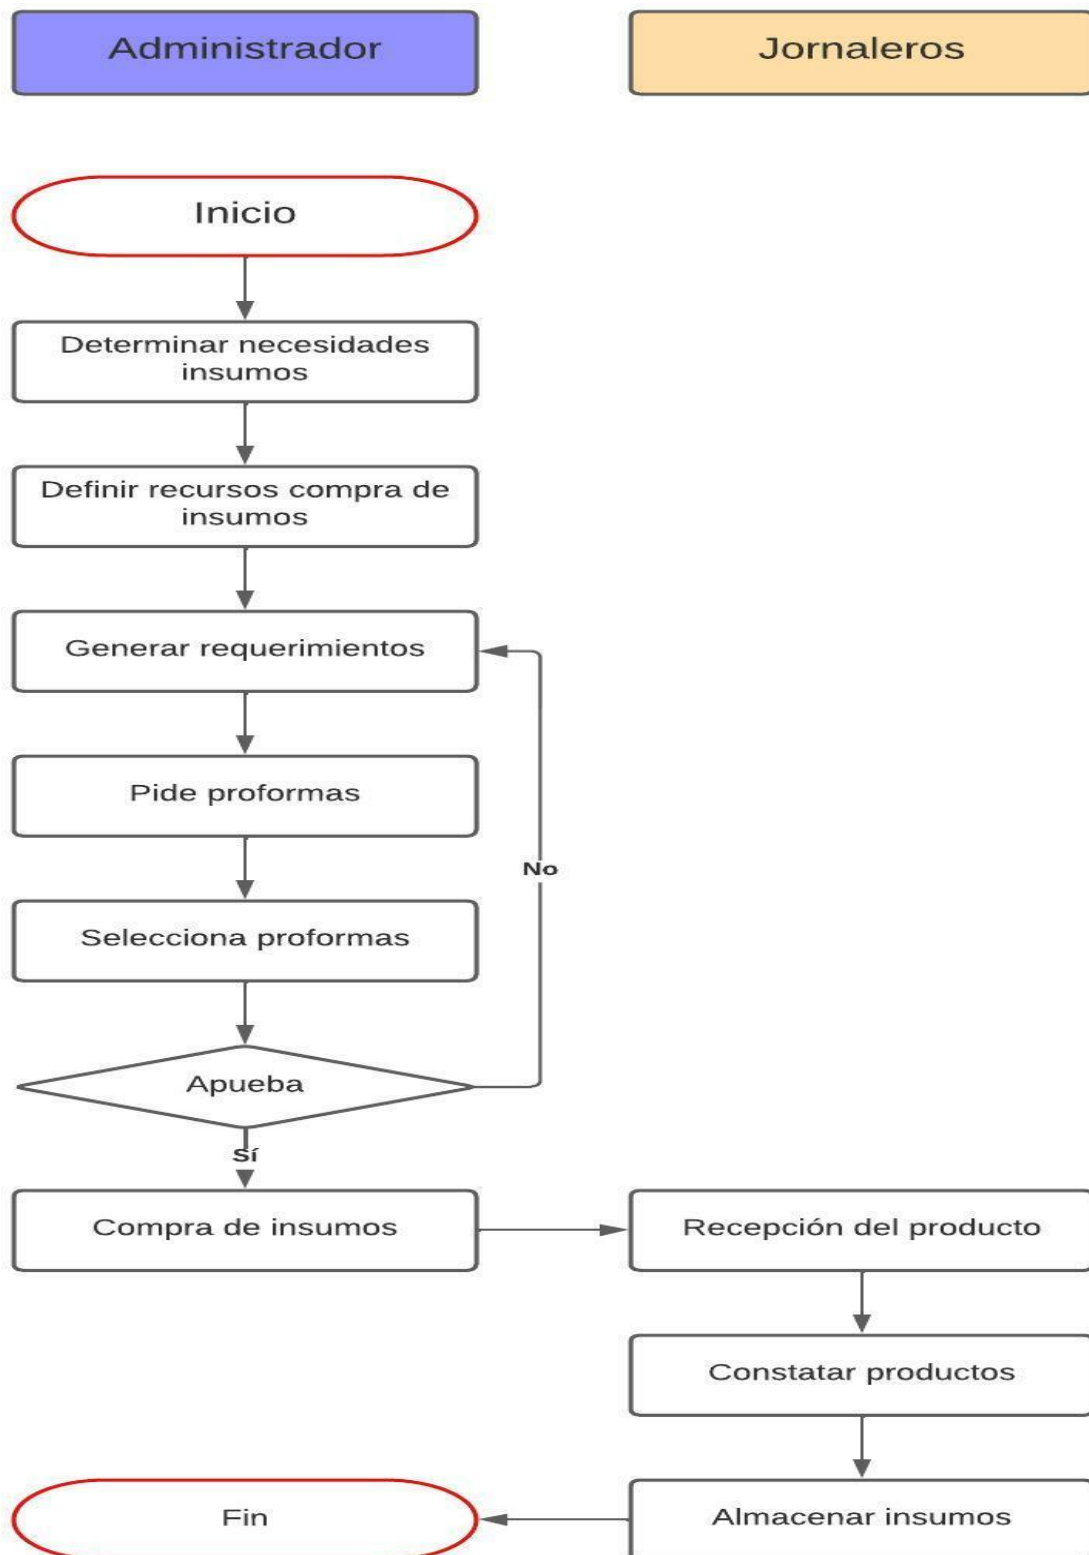 Administrador
Jornaleros
Inicio
Determinar necesidades
insumos
Definir recursos compra de
insumos
Generar requerimientos
Pide proformas
No
Selecciona proformas
Apueba
Sí
Compra de insumos
Recepción del producto
Constatar productos
Fin
Almacenar insumos